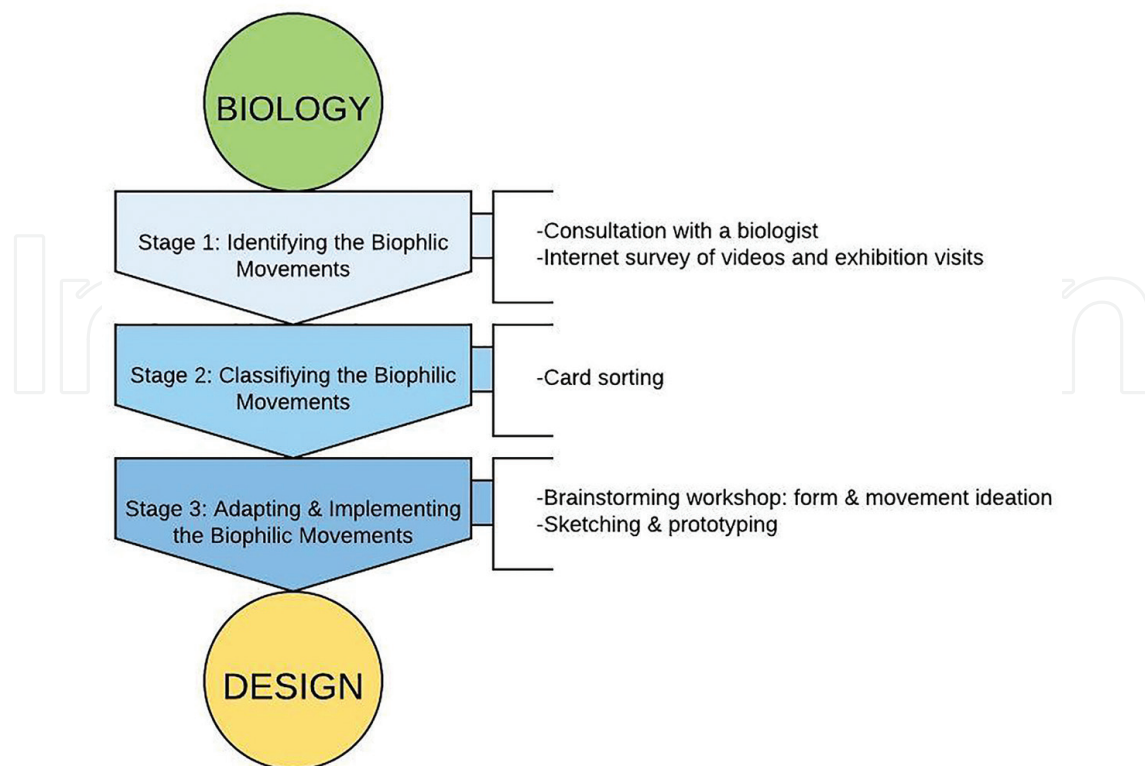 BIOLOGY
Stage 1: Identifying the Biophlic
Movements
-Consultation with a biologist
-Internet survey of videos and exhibition visits
Stage 2: Classifiying the Biophilic
Movements
-Card sorting
Stage 3: Adapting & Implementing
the Biophilic Movements
-Brainstorming workshop: form & movement ideation
-Sketching & prototyping
DESIGN